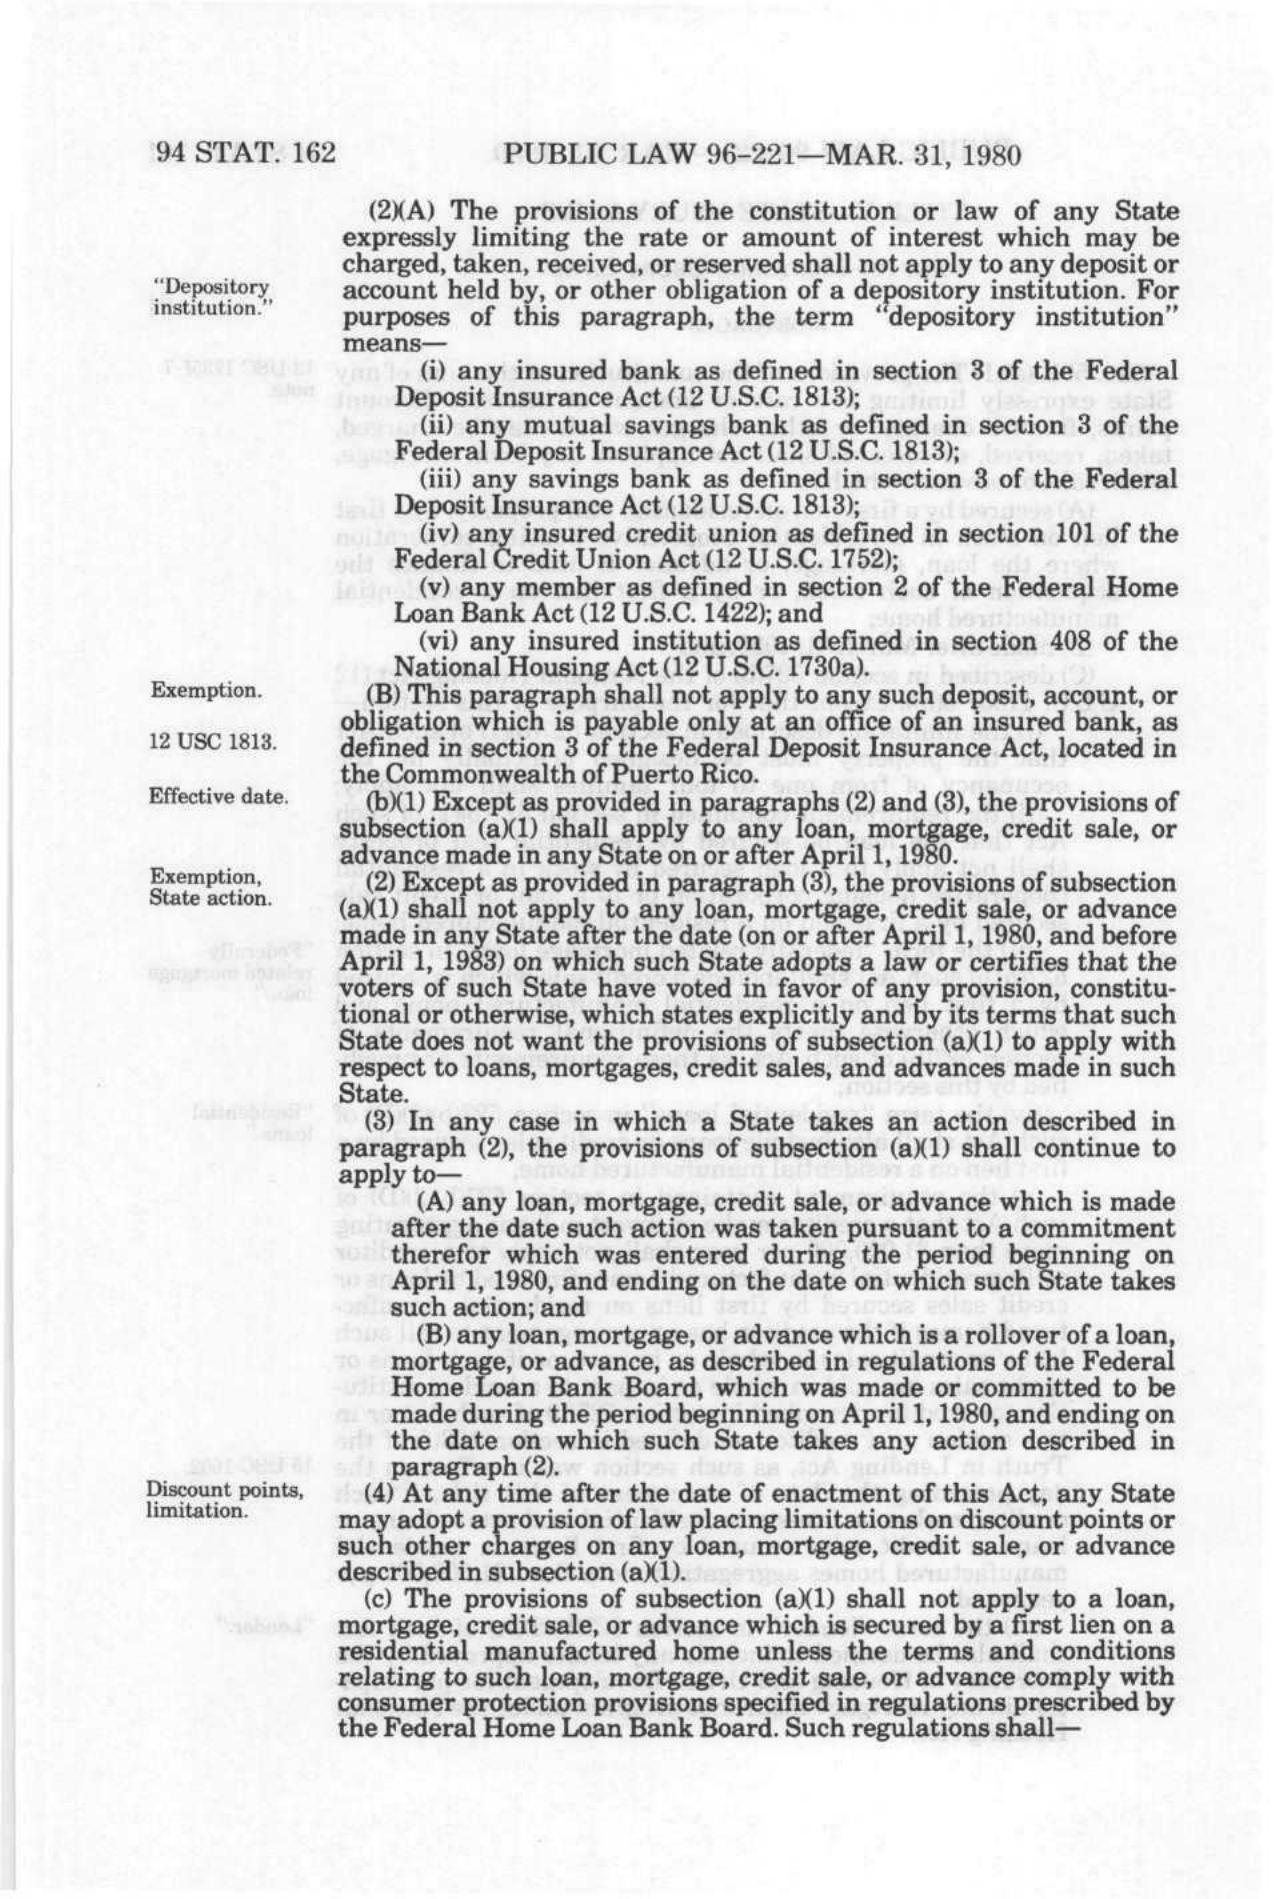 94 STAT. 162
PUBLIC LAW 96-221—MAR. 31, 1980
(2)(A) The provisions of the constitution or law of any State
expressly limiting the rate or amount of interest which may be
charged, taken, received, or reserved shall not apply to any deposit or
"Depository
institution."
account held by, or other obligation of a depository institution. For
purposes of this paragraph, the term "depository institution"
means—
(i) any insured bank as defined in section 3 of the Federal
Deposit Insurance Act (12 U.S.C. 1813);
(ii) any mutual savings bank as defined in section 3 of the
Federal Deposit Insurance Act (12 U.S.C. 1813);
(iii) any savings bank as defined in section 3 of the Federal
Deposit Insurance Act (12 U.S.C. 1813);
(iv) any insured credit union as defined in section 101 of the
Federal Credit Union Act (12 U.S.C. 1752);
(v) any member as defined in section 2 of the Federal Home
Loan Bank Act (12 U.S.C. 1422); and
(vi) any insured institution as defined in section 408 of the
National Housing Act (12 U.S.C. 1730a).
Exemption.
(B) This paragraph shall not apply to any such deposit, account, or
obligation which is payable only at an office of an insured bank, as
12 USC 1813.
defined in section 3 of the Federal Deposit Insurance Act, located in
the Commonwealth of Puerto Rico.
Effective date.
(b)(1) Except as provided in paragraphs (2) and (3), the provisions of
subsection (a)(1) shall apply to any loan, mortgage, credit sale, or
advance made in any State on or after April 1, 1980.
Exemption,
State action.
(2) Except as provided in paragraph (3), the provisions of subsection
(a)(1) shall not apply to any loan, mortgage, credit sale, or advance
made in any State after the date (on or after April 1, 1980, and before
April 1, 1983) on which such State adopts a law or certifies that the
voters of such State have voted in favor of any provision, constitu-
tional or otherwise, which states explicitly and by its terms that such
State does not want the provisions of subsection (a)(1) to apply with
respect to loans, mortgages, credit sales, and advances made in such
State.
(3) In any case in which a State takes an action described in
paragraph (2), the provisions of subsection (a)(1) shall continue to
apply to—
(A) any loan, mortgage, credit sale, or advance which is made
after the date such action was taken pursuant to a commitment
therefor which was entered during the period beginning on
April 1, 1980, and ending on the date on which such State takes
such action; and
(B) any loan, mortgage, or advance which is a rollover of a loan,
mortgage, or advance, as described in regulations of the Federal
Home Loan Bank Board, which was made or committed to be
made during the period beginning on April 1, 1980, and ending on
the date on which such State takes any action described in
paragraph (2).
Discount points,
limitation.
(4) At any time after the date of enactment of this Act, any State
may adopt a provision of law placing limitations on discount points or
such other charges on any loan, mortgage, credit sale, or advance
described in subsection (a)(1).
(c) The provisions of subsection (a)(1) shall not apply to a loan,
mortgage, credit sale, or advance which is secured by a first lien on a
residential manufactured home unless the terms and conditions
relating to such loan, mortgage, credit sale, or advance comply with
consumer protection provisions specified in regulations prescribed by
the Federal Home Loan Bank Board. Such regulations shall—